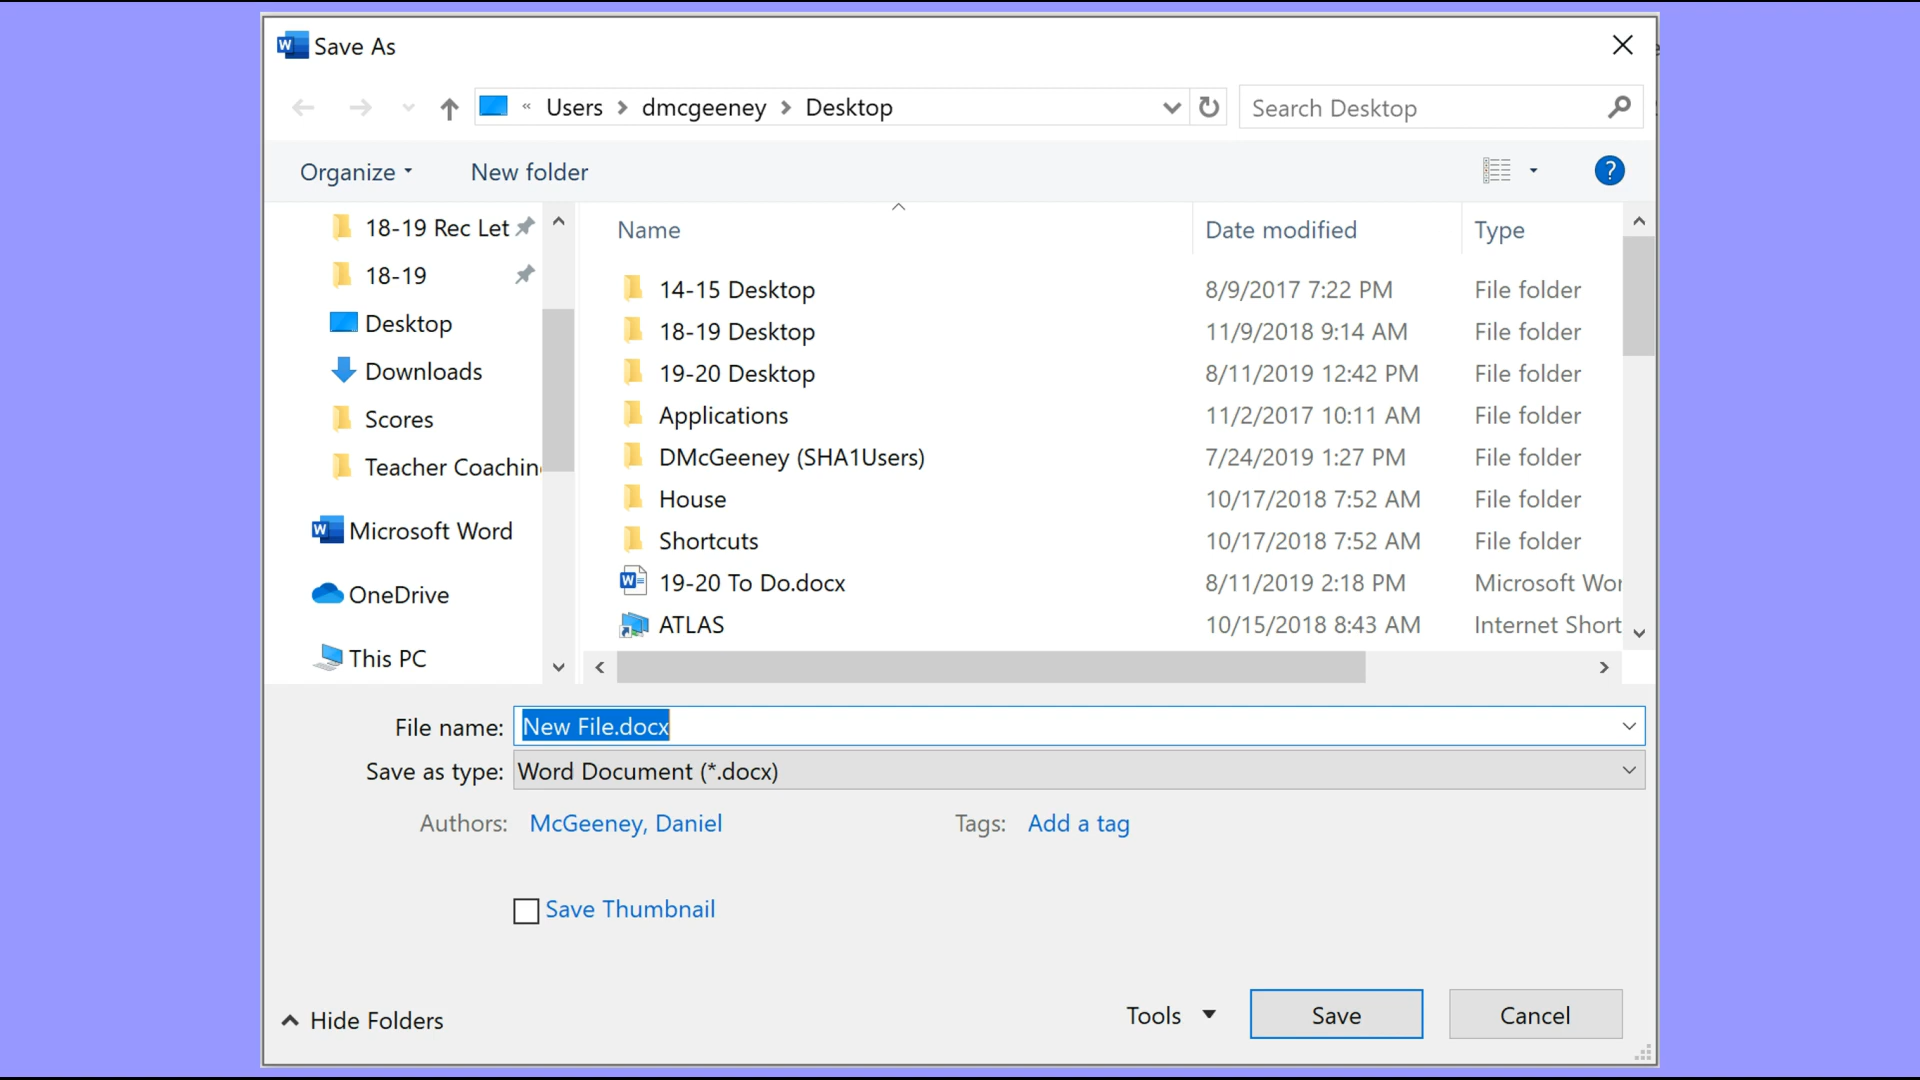 W Save As
« Users > dmcgeeney > Desktop
Search Desktop
Organize
New folder
?
18-19 Rec Let
18-19
Desktop
Downloads
Scores
Teacher Coachin
W Microsoft Word
OneDrive
This PC
Name Date modified Type
14-15 Desktop 8/9/2017 7:22 PM File folder
18-19 Desktop 11/9/2018 9:14 AM File folder
19-20 Desktop 8/11/2019 12:42 PM File folder
Applications 11/2/2017 10:11 AM File folder
DMcGeeney (SHA1Users) 7/24/2019 1:27 PM File folder
House 10/17/2018 7:52 AM File folder
Shortcuts 10/17/2018 7:52 AM File folder
W 19-20 To Do.docx 8/11/2019 2:18 PM Microsoft Wor
ATLAS 10/15/2018 8:43 AM Internet Short
File name: New File.docx
Save as type: Word Document (*.docx)
Authors: McGeeney, Daniel Tags: Add a tag
Save Thumbnail
Hide Folders
Tools
Save
Cancel